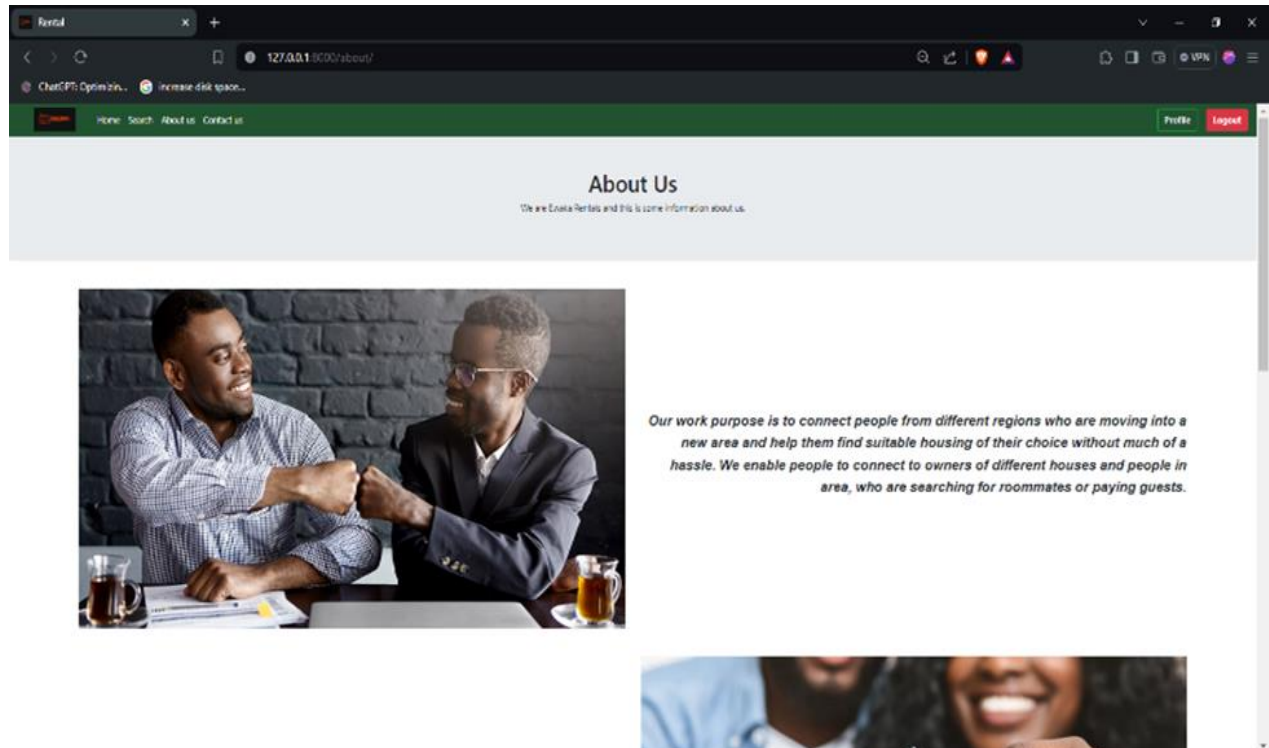 Rental
127.0.0.1:8000/about/
VPN
ChatGPT: Optimizin...
increase disk space...
Home Search About us Contact us
Profile Logout
About Us
We are Rentals and this is some information about us.
Our work purpose is to connect people from different regions who are moving into a
new area and help them find suitable housing of their choice without much of a
hassle. We enable people to connect to owners of different houses and people in
area, who are searching for roommates or paying guests.